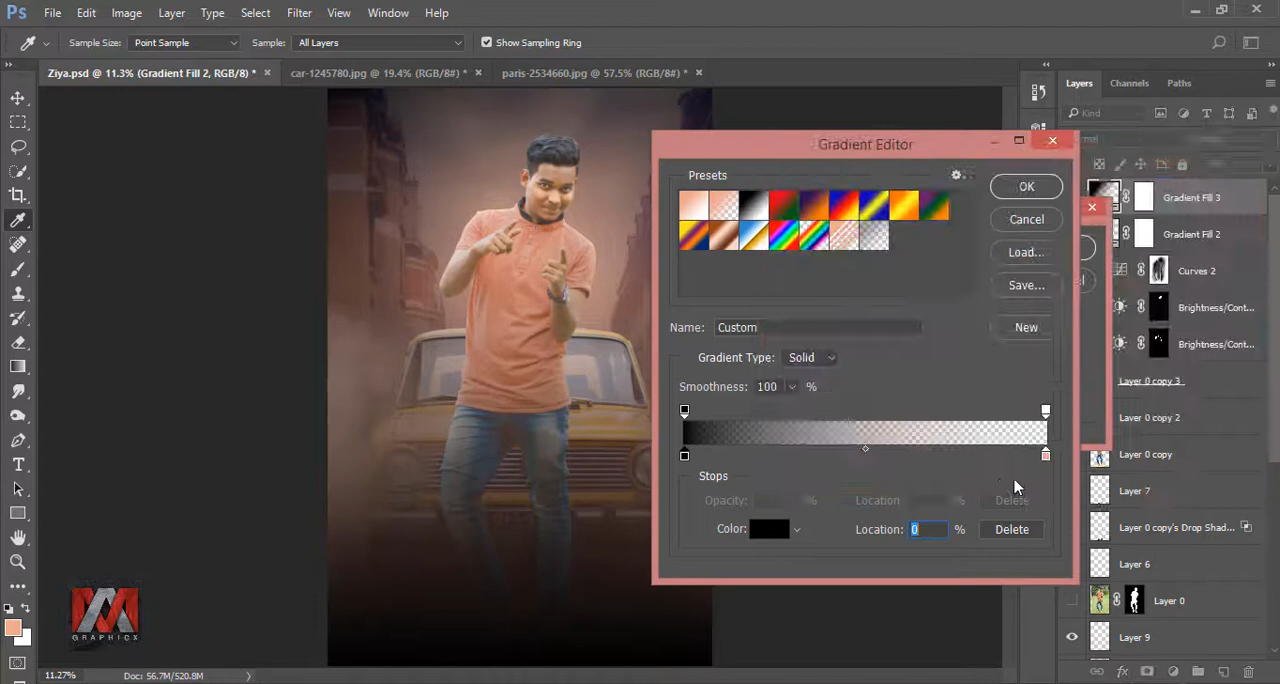 Ps File Edit Image Layer Type Select Filter View Window Help
Sample Size: Point Sample Sample: All Layers Show Sampling Ring
Ziya.psd @ 11.3% (Gradient Fill 2, RGB/8) * car-1245780.jpg @ 19.4% (RGB/8#) * paris-2534660.jpg @ 57.5% (RGB/8#) *
Layers Channels Paths
Kind
Gradient Editor
Presets
OK
Cancel
Load...
Save...
New
Name: Custom
Gradient Type: Solid
Smoothness: 100 %
Stops
Opacity: % Location % Delete
Color: Location: 0 % Delete
Gradient Fill 3
Gradient Fill 2
Curves 2
Brightness/Cont...
Brightness/Cont...
Layer 0 copy 3
Layer 0 copy 2
Layer 0 copy
Layer 7
Layer 0 copy's Drop Shad...
Layer 6
Layer 0
Layer 9
GRAPHICX
11.27% Doc: 56.7M/520.8M